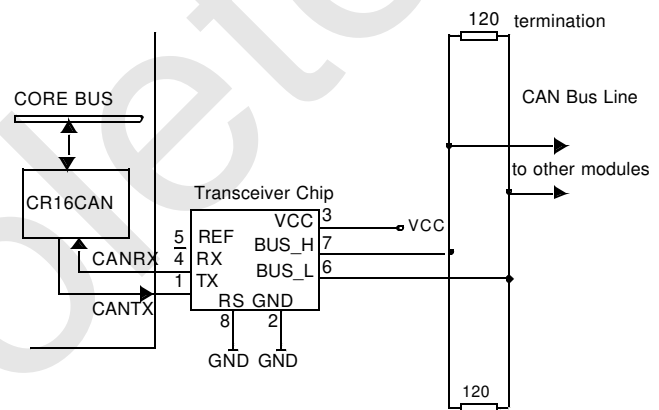 120 termination
CORE BUS
CAN Bus Line
to other modules
CR16CAN
Transceiver Chip
VCC 3
VCC
5 REF
BUS_H 7
CANRX 4 RX
BUS_L 6
1 TX
CANTX
RS GND
8 2
GND GND
120